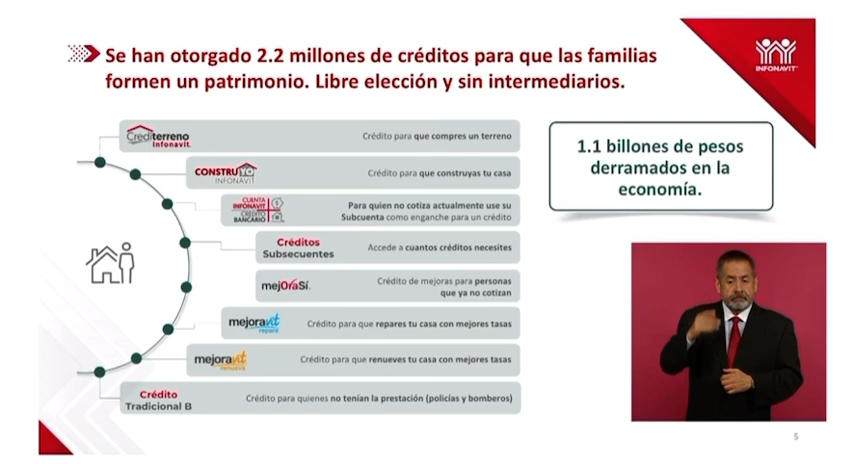 Se han otorgado 2.2 millones de créditos para que las familias
formen un patrimonio. Libre elección y sin intermediarios.
INFONAVIT
Crediterreno
Infonavit.
Crédito para que compres un terreno
CONSTRUYO
INFONAVIT
Crédito para que construyas tu casa
CUENTA
INFONAVIT
CRÉDITO
BANCARIO
Para quien no cotiza actualmente use su
Subcuenta como enganche para un crédito
Créditos
Subsecuentes
Accede a cuantos créditos necesites
mejOraSí.
Crédito de mejoras para personas
que ya no cotizan
mejoravit
repara
Crédito para que repares tu casa con mejores tasas
mejoravit
renueva
Crédito para que renueves tu casa con mejores tasas
Crédito
Tradicional B
Crédito para quienes no tenían la prestación (policías y bomberos)
1.1 billones de pesos
derramados en la
economía.
5